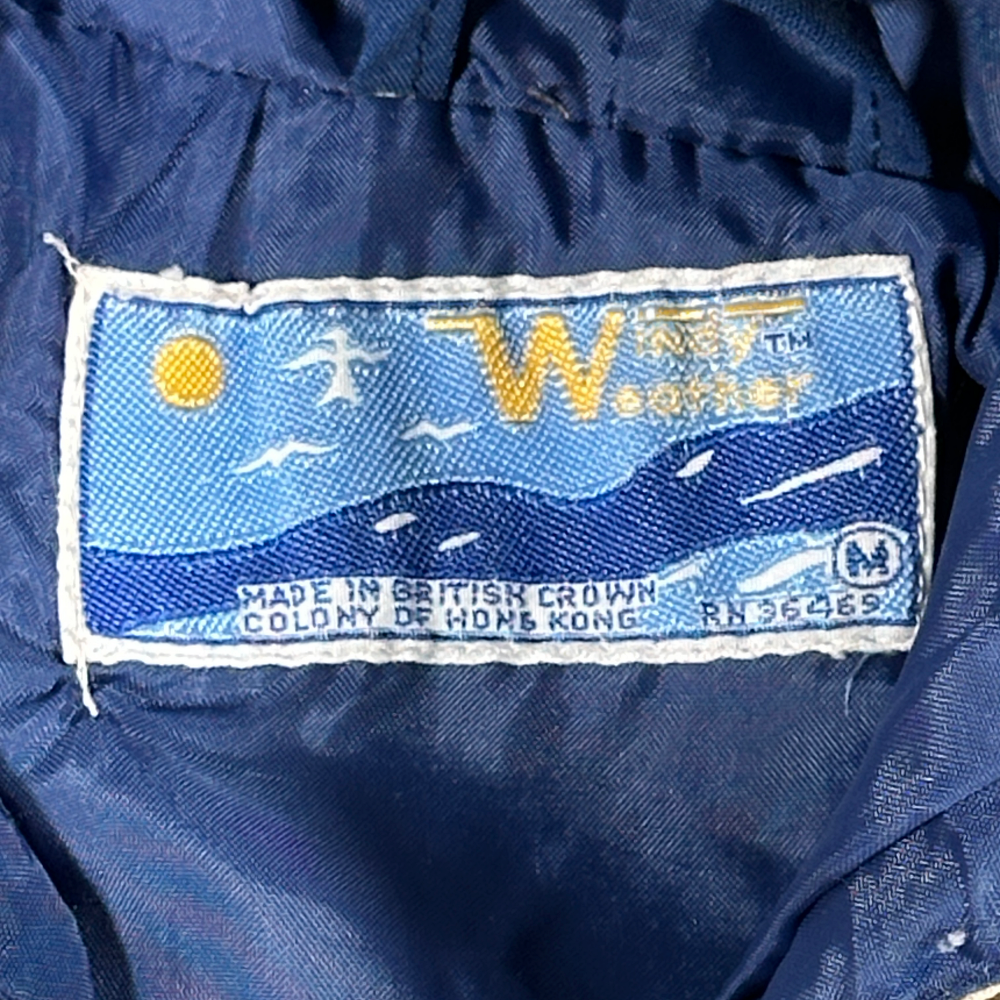 Windy™
Weather
M
MADE IN BRITISH CROWN
COLONY OF HONG KONG
RN 36469